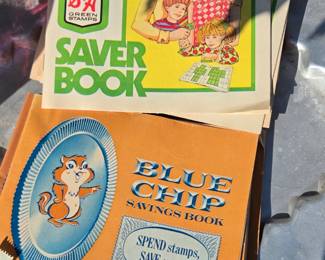 S&H
GREEN
STAMPS
SAVER
BOOK
BLUE
CHIP
SAVINGS BOOK
SPEND stamps,
SAVE